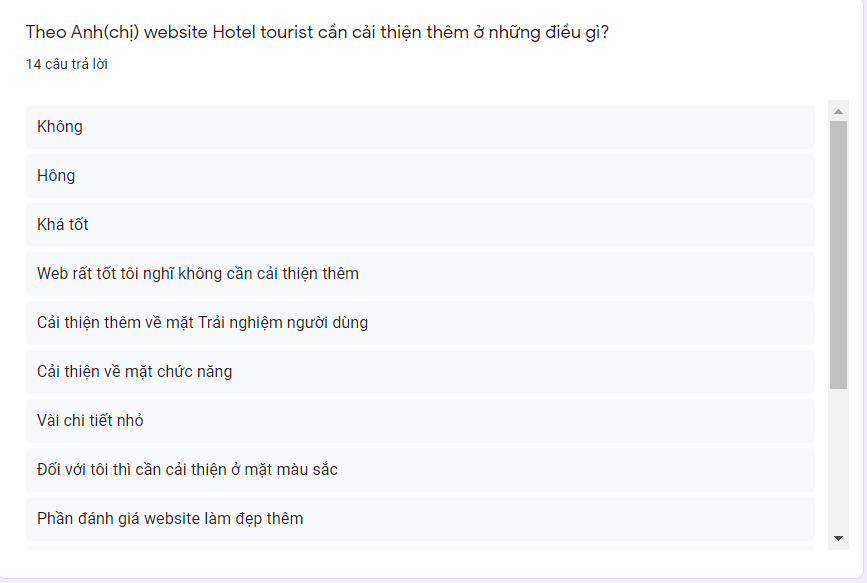 Theo Anh(chị) website Hotel tourist cần cải thiện thêm ở những điều gì?
14 câu trả lời
Không
Hông
Khá tốt
Web rất tốt tôi nghĩ không cần cải thiện thêm
Cải thiện thêm về mặt Trải nghiệm người dùng
Cải thiện về mặt chức năng
Vài chi tiết nhỏ
Đối với tôi thì cần cải thiện ở mặt màu sắc
Phần đánh giá website làm đẹp thêm